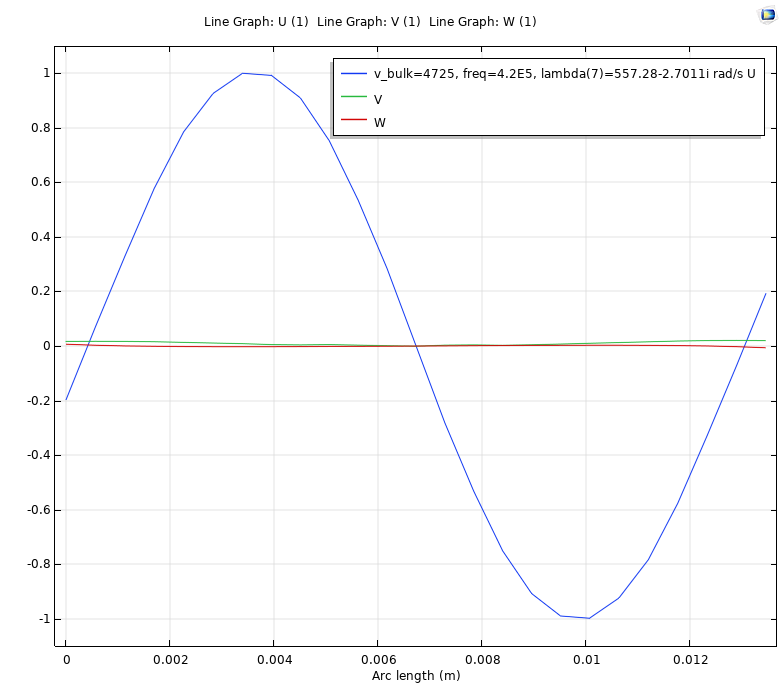 Line Graph: U (1)  Line Graph: V (1)  Line Graph: W (1)
v_bulk=4725, freq=4.2E5, lambda(7)=557.28-2.7011i rad/s U
V
W
1
0.8
0.6
0.4
0.2
0
-0.2
-0.4
-0.6
-0.8
-1
0 0.002 0.004 0.006 0.008 0.01 0.012
Arc length (m)